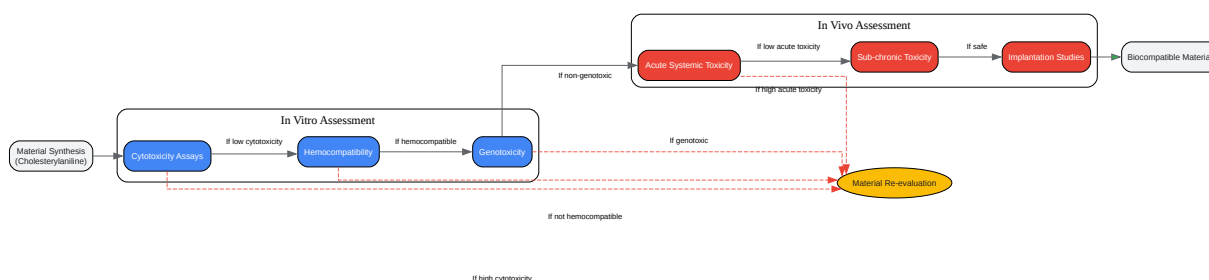 In Vivo Assessment
If low acute toxicity
If safe
Acute Systemic Toxicity
Sub-chronic Toxicity
Implantation Studies
Biocompatible Material
If non-genotoxic
If high acute toxicity
In Vitro Assessment
If low cytotoxicity
If hemocompatible
If genotoxic
Material Synthesis
(Cholesterylaniline)
Cytotoxicity Assays
Hemocompatibility
Genotoxicity
Material Re-evaluation
If not hemocompatible
If high cytotoxicity